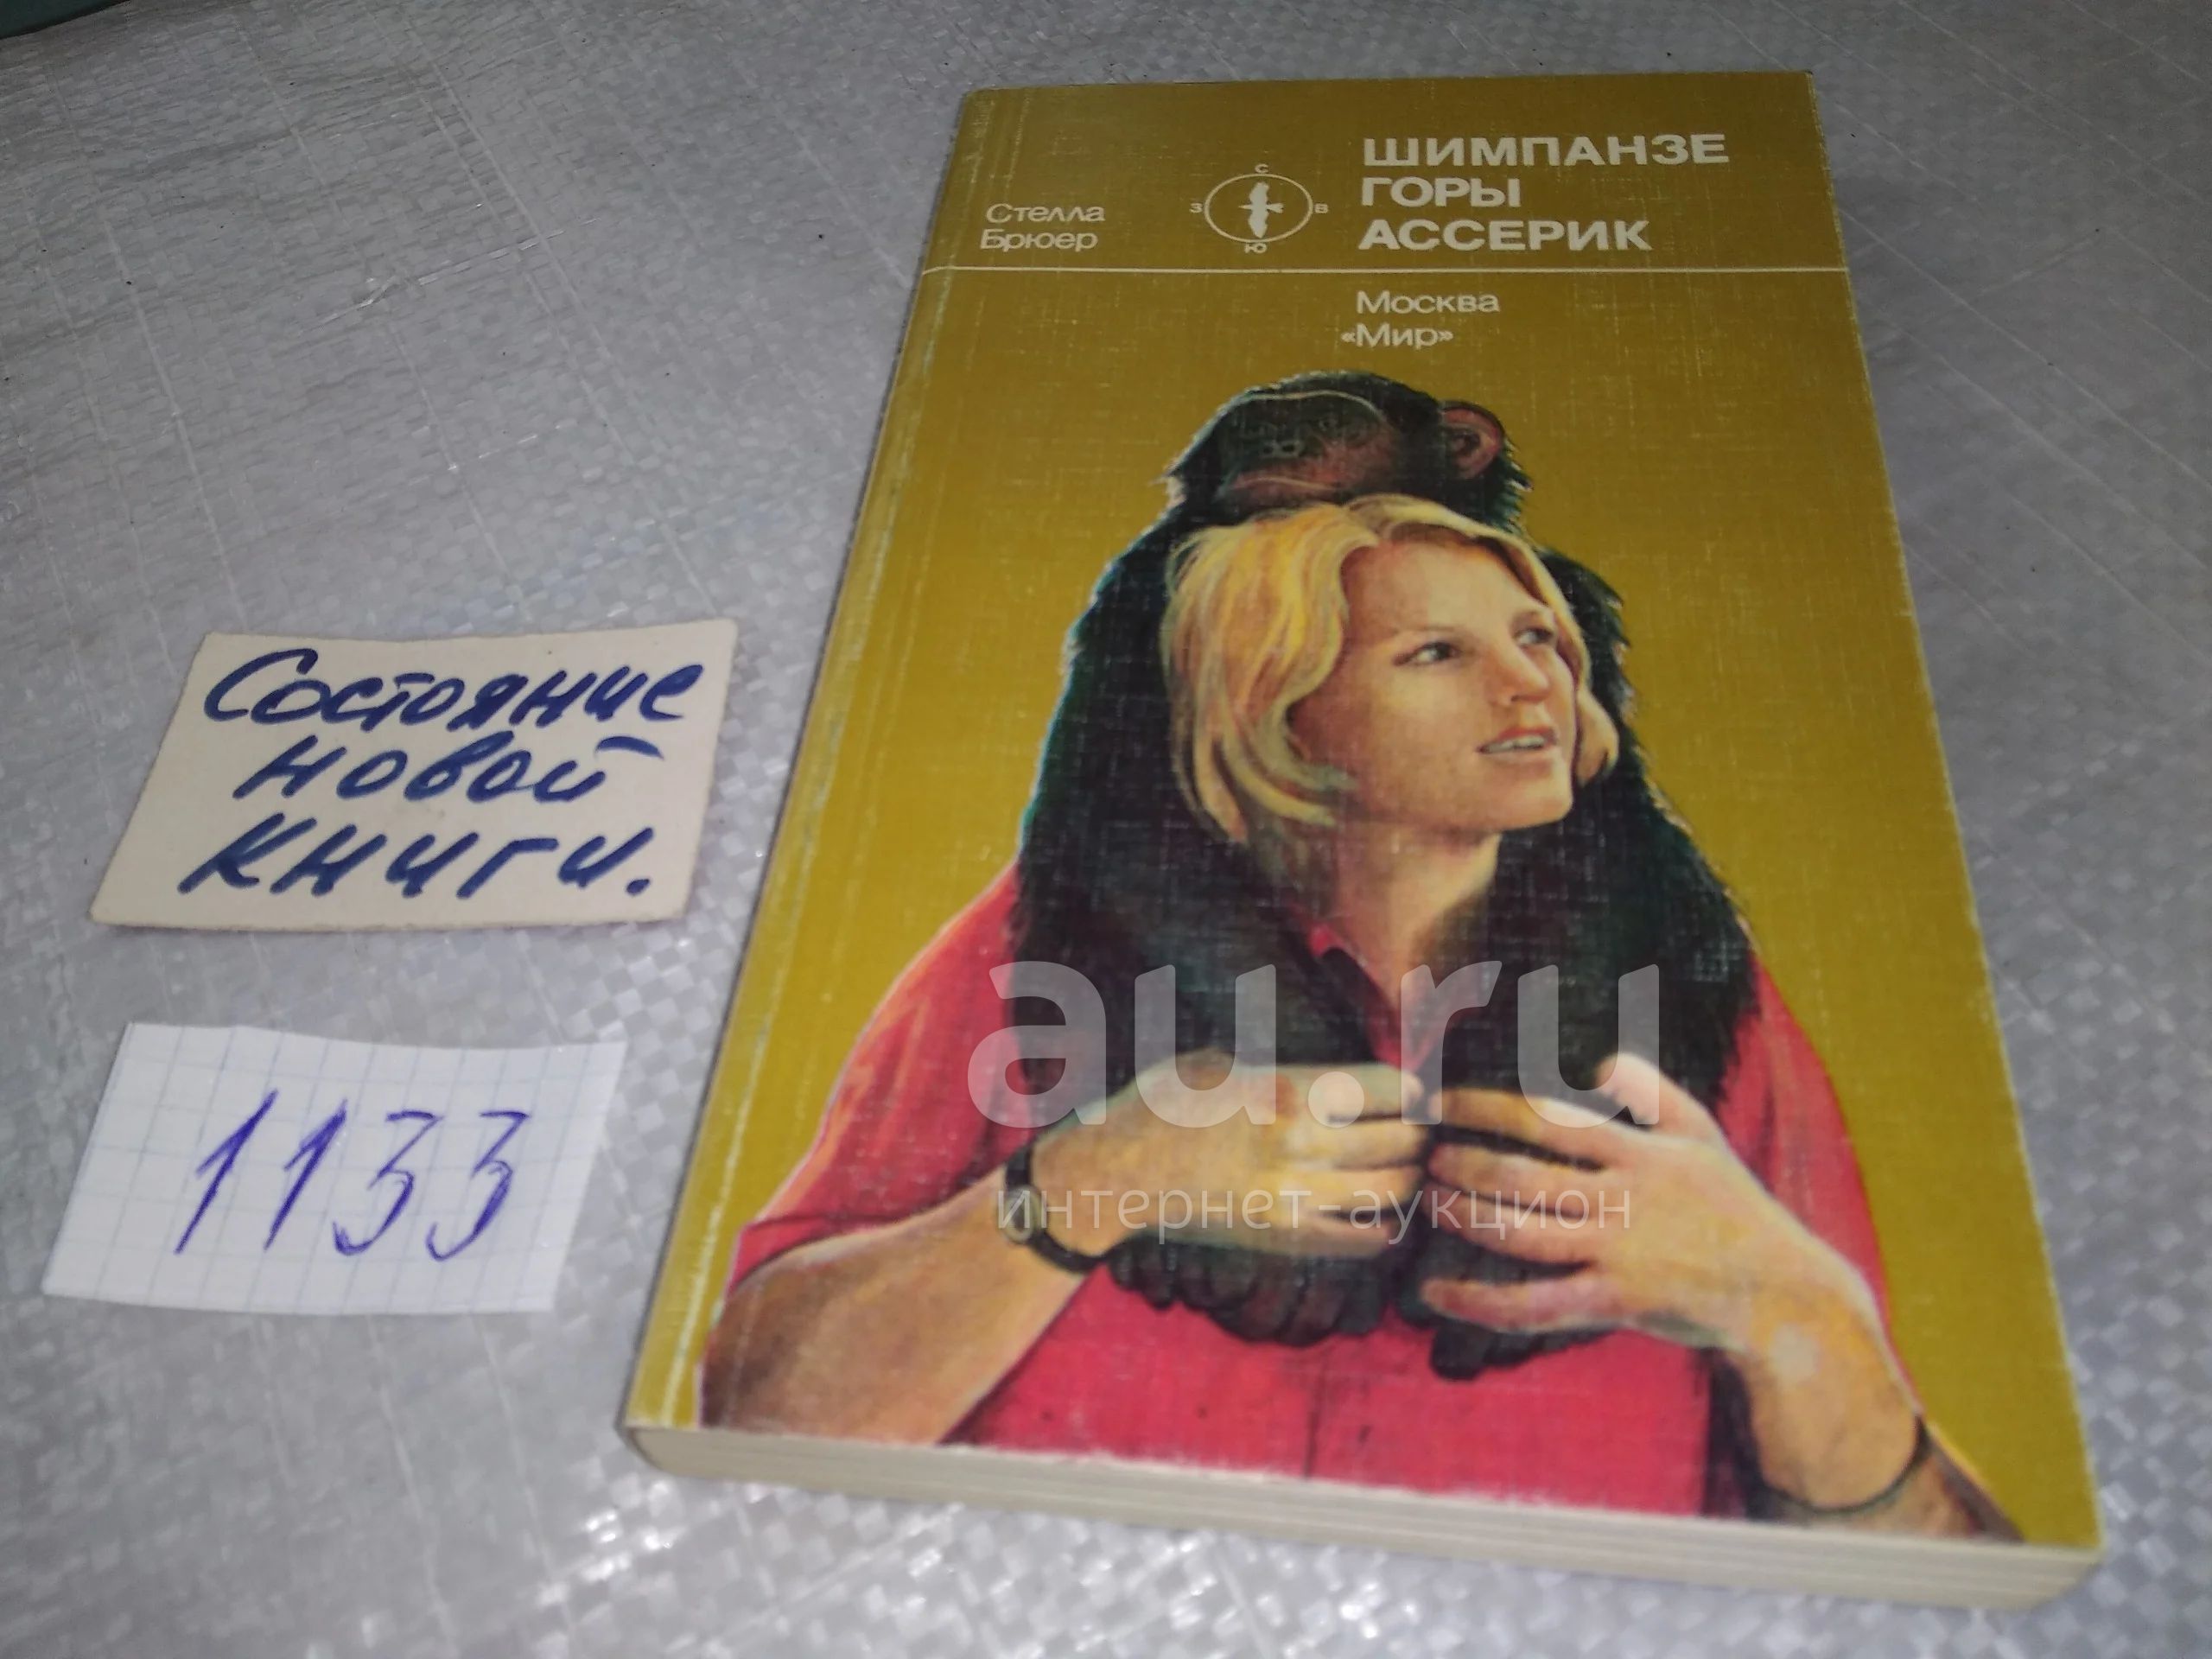 Стелла
Брюер
С
З
В
Ю
ШИМПАНЗЕ
ГОРЫ
АССЕРИК
Москва
«Мир»
Состояние
новой
книги.
1133
au.ru
интернет-аукцион